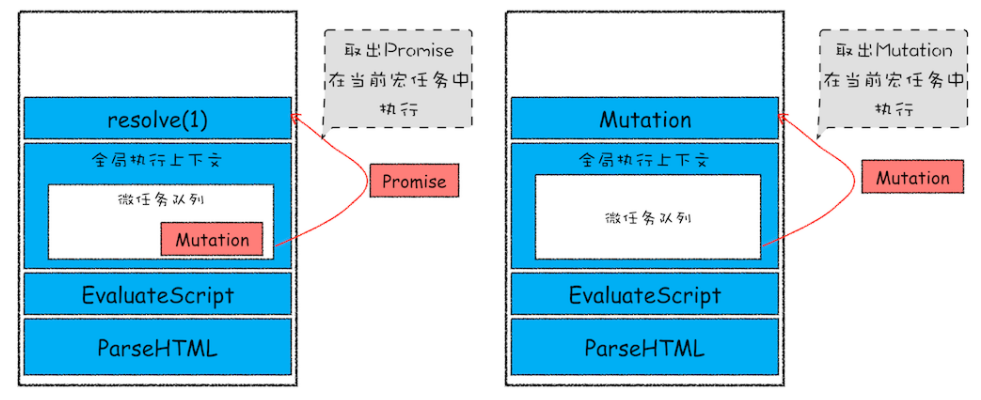 取出Promise
在当前宏任务中
执行
resolve(1)
全局执行上下文
微任务队列
Mutation
Promise
EvaluateScript
ParseHTML
取出Mutation
在当前宏任务中
执行
Mutation
全局执行上下文
微任务队列
Mutation
EvaluateScript
ParseHTML